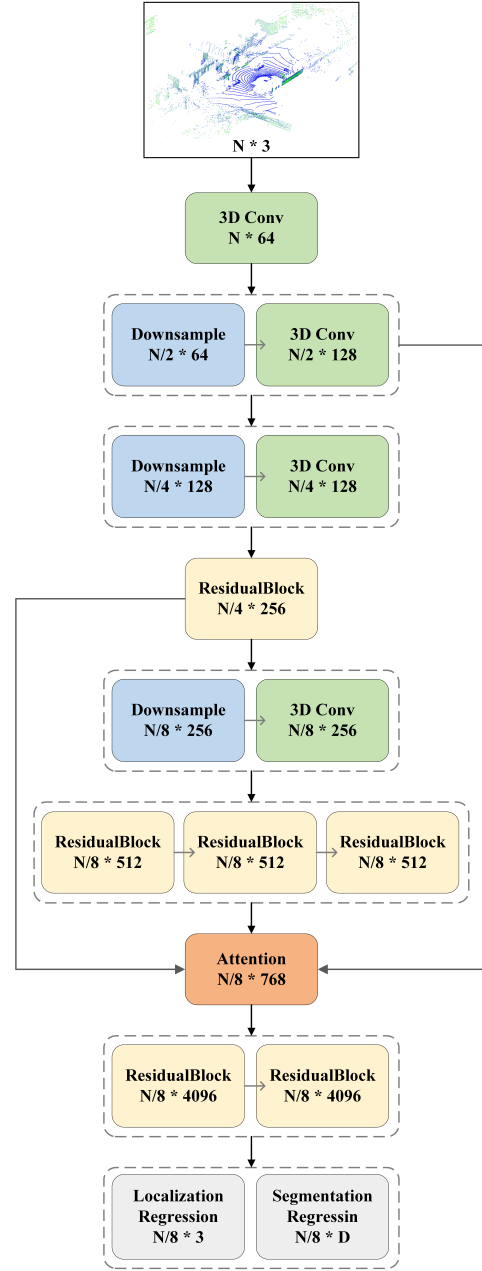 N * 3
3D Conv
N * 64
Downsample
N/2 * 64
3D Conv
N/2 * 128
Downsample
N/4 * 128
3D Conv
N/4 * 128
ResidualBlock
N/4 * 256
Downsample
N/8 * 256
3D Conv
N/8 * 256
ResidualBlock
N/8 * 512
ResidualBlock
N/8 * 512
ResidualBlock
N/8 * 512
Attention
N/8 * 768
ResidualBlock
N/8 * 4096
ResidualBlock
N/8 * 4096
Localization
Regression
N/8 * 3
Segmentation
Regressin
N/8 * D